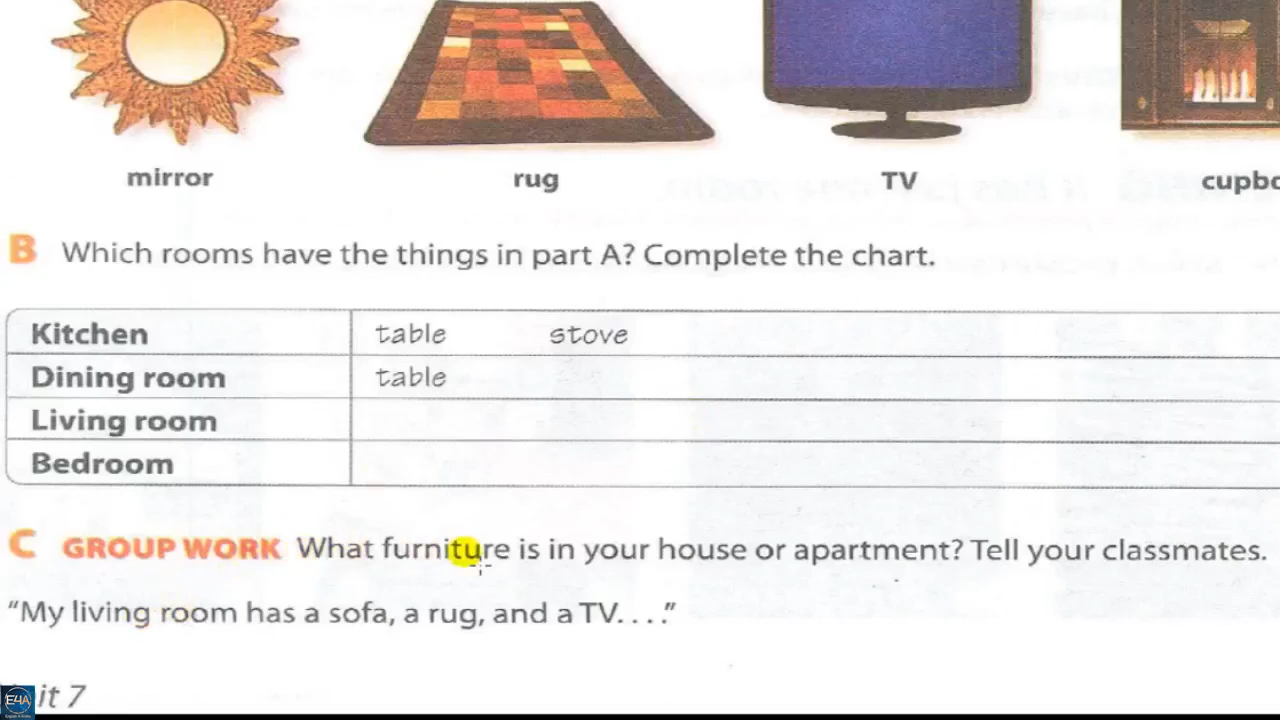 mirror rug TV cupbo
B Which rooms have the things in part A? Complete the chart.
Kitchen table stove
Dining room table
Living room
Bedroom
C GROUP WORK What furniture is in your house or apartment? Tell your classmates.
"My living room has a sofa, a rug, and a TV. . . ."
it 7
E4A